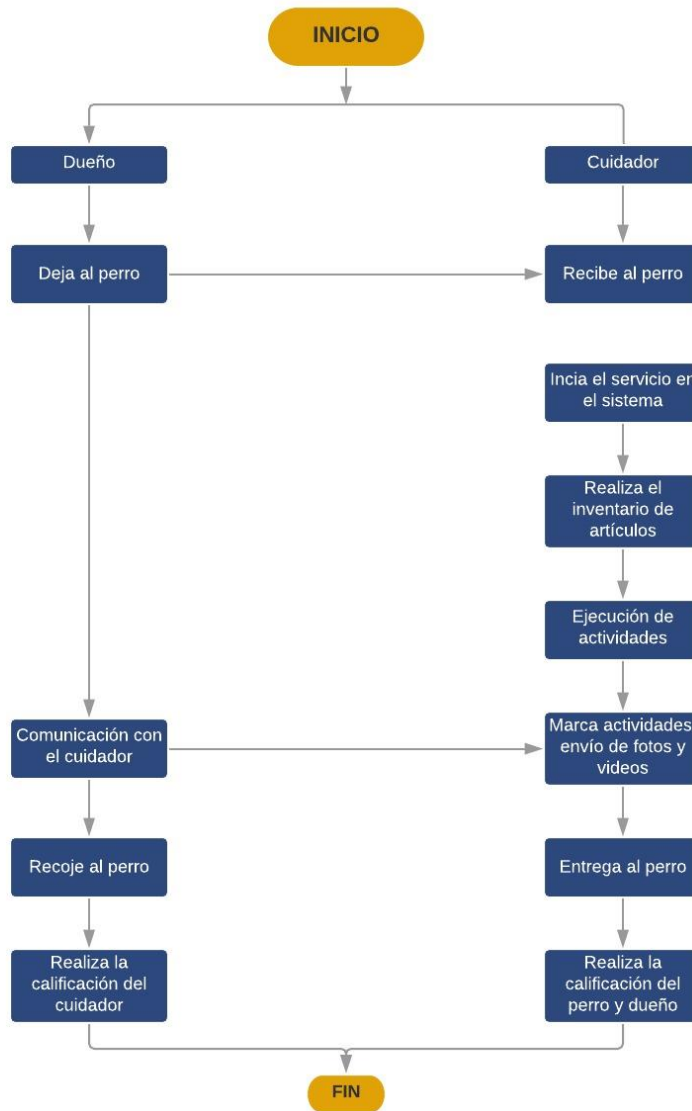 INICIO
Dueño
Cuidador
Deja al perro
Recibe al perro
Incia el servicio en
el sistema
Realiza el
inventario de
artículos
Ejecución de
actividades
Comunicación con
el cuidador
Marca actividades
envío de fotos y
videos
Recoje al perro
Entrega al perro
Realiza la
calificación del
cuidador
Realiza la
calificación del
perro y dueño
FIN